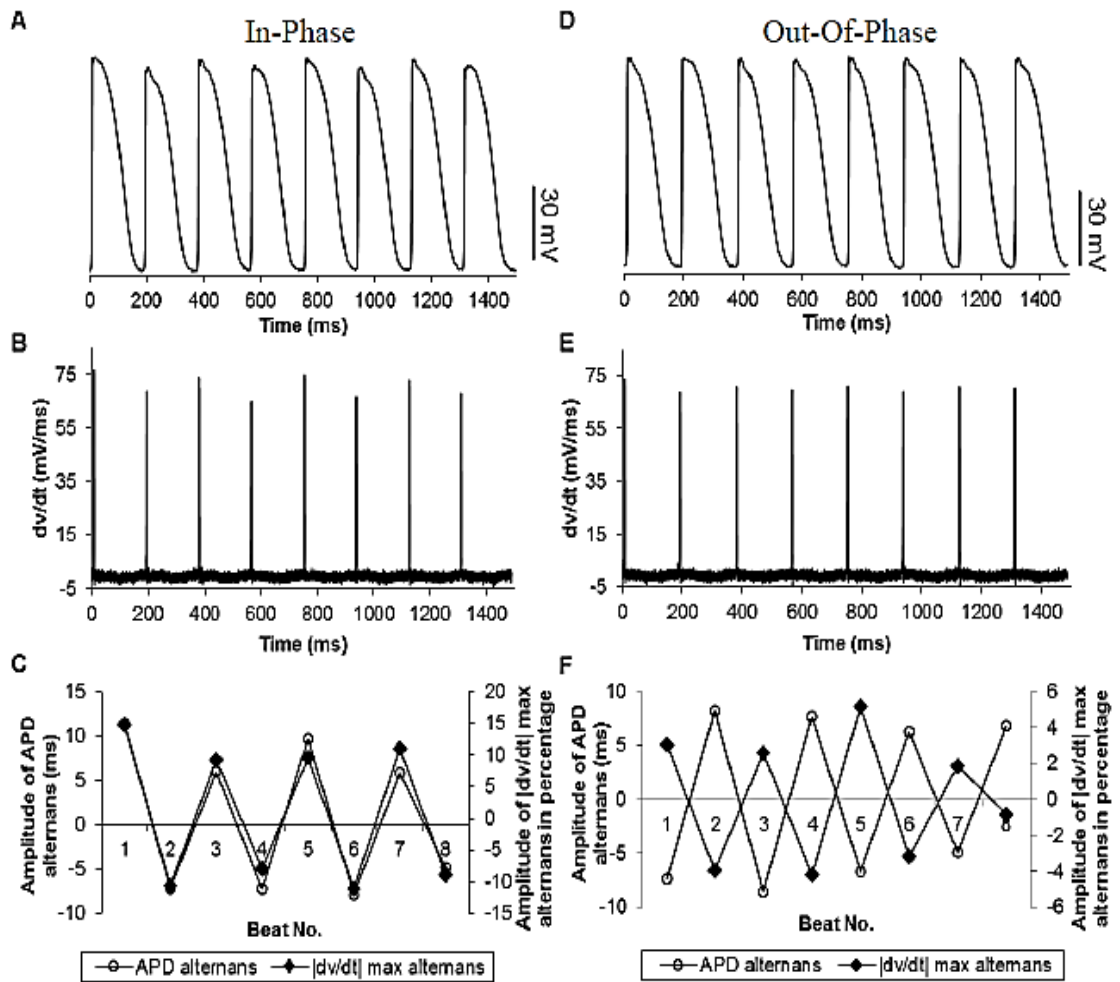 A
In-Phase
30 mV
0 200 400 600 800 1000 1200 1400
Time (ms)
B
dv/dt (mV/ms)
75
55
35
15
-5
0 200 400 600 800 1000 1200 1400
Time (ms)
C
Amplitude of APD
alternans (ms)
15
10
5
0
-5
-10
1 2 3 4 5 6 7 8
20
15
10
5
0
-5
-10
-15
Amplitude of |dv/dt| max
alternans in percentage
Beat No.
APD alternans |dv/dt| max alternans
D
Out-Of-Phase
30 mV
0 200 400 600 800 1000 1200 1400
Time (ms)
E
dv/dt (mV/ms)
75
55
35
15
-5
0 200 400 600 800 1000 1200 1400
Time (ms)
F
Amplitude of APD
alternans (ms)
10
5
0
-5
-10
1 2 3 4 5 6 7
6
4
2
0
-2
-4
-6
Amplitude of |dv/dt| max
alternans in percentage
Beat No.
APD alternans |dv/dt| max alternans